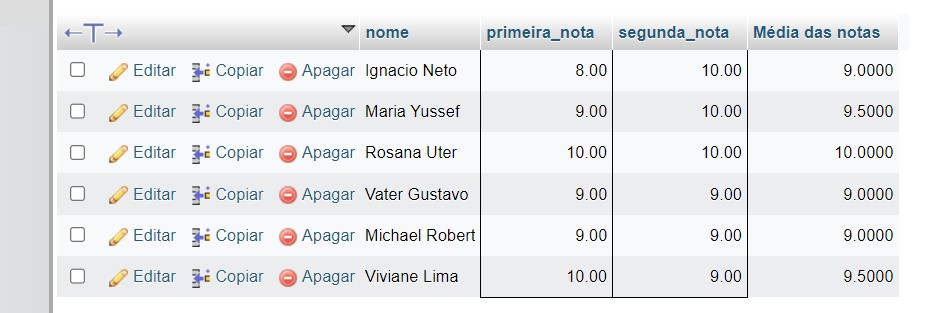 nome primeira_nota segunda_nota Média das notas
Editar Copiar Apagar Ignacio Neto 8.00 10.00 9.0000
Editar Copiar Apagar Maria Yussef 9.00 10.00 9.5000
Editar Copiar Apagar Rosana Uter 10.00 10.00 10.0000
Editar Copiar Apagar Vater Gustavo 9.00 9.00 9.0000
Editar Copiar Apagar Michael Robert 9.00 9.00 9.0000
Editar Copiar Apagar Viviane Lima 10.00 9.00 9.5000